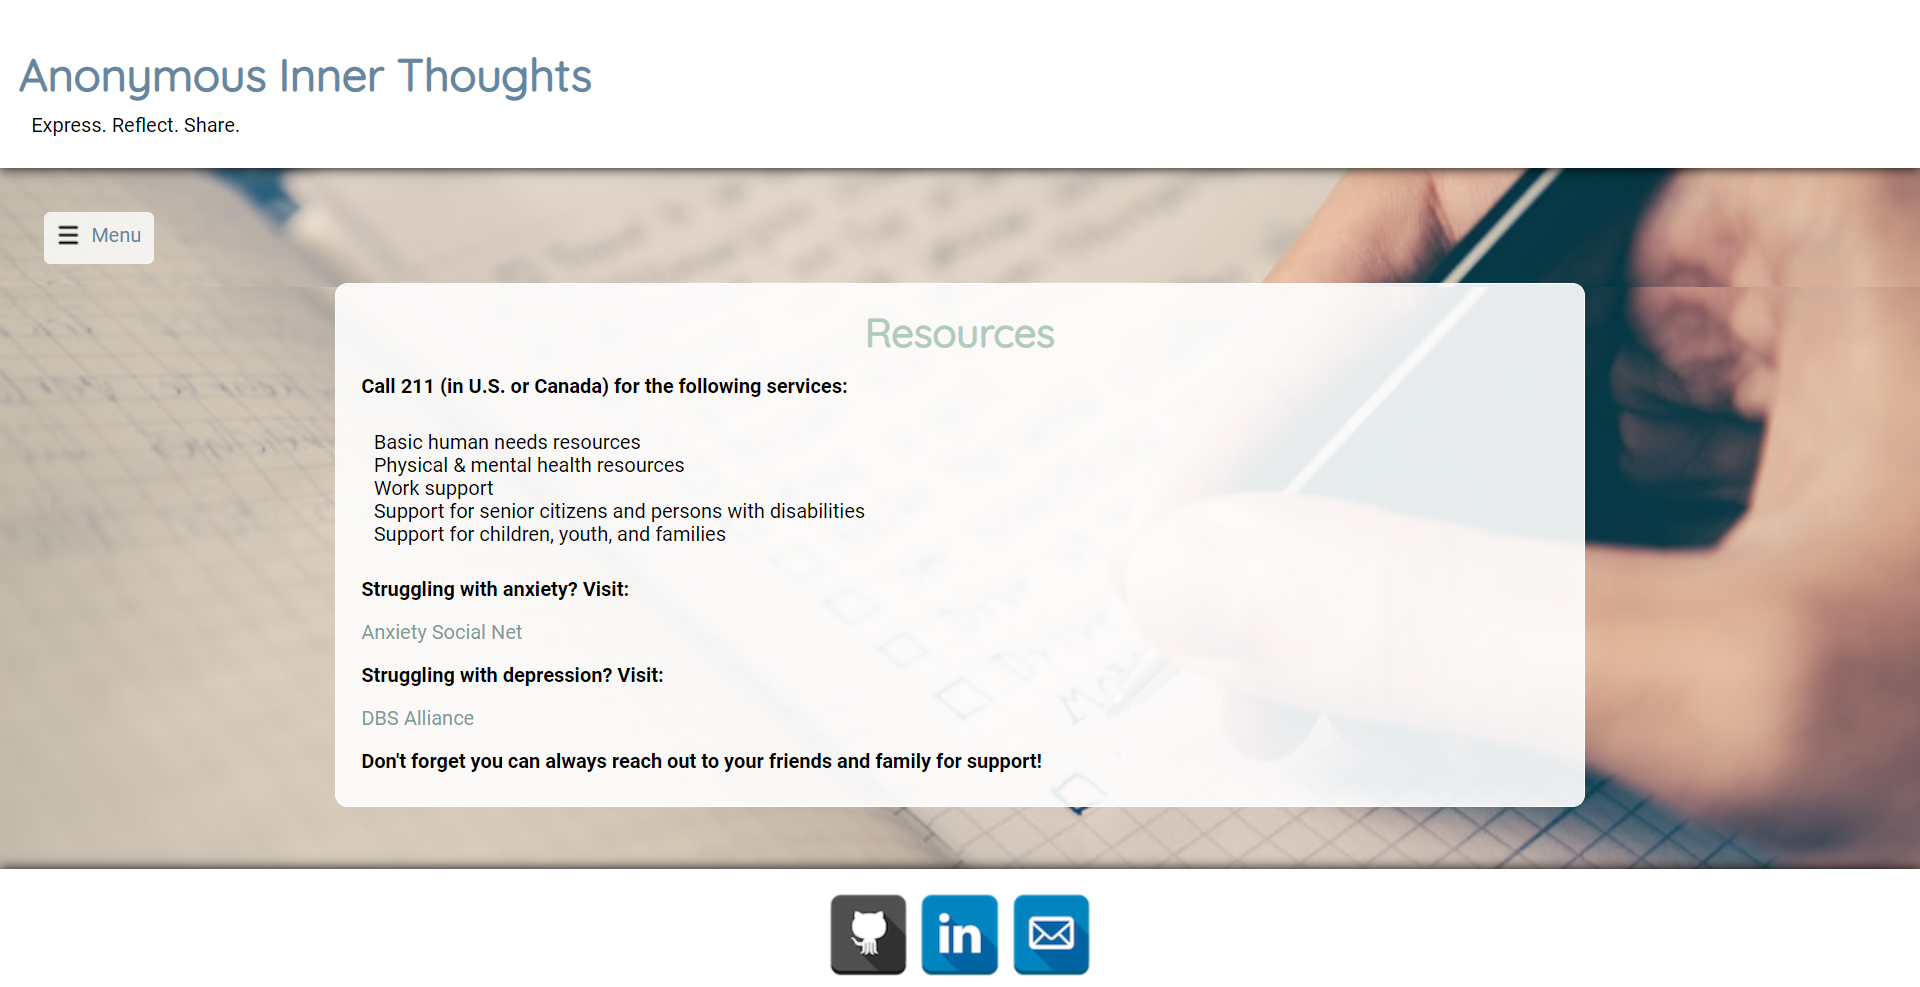 Anonymous Inner Thoughts
Express. Reflect. Share.
Menu
Resources
Call 211 (in U.S. or Canada) for the following services:
Basic human needs resources
Physical & mental health resources
Work support
Support for senior citizens and persons with disabilities
Support for children, youth, and families
Struggling with anxiety? Visit:
Anxiety Social Net
Struggling with depression? Visit:
DBS Alliance
Don't forget you can always reach out to your friends and family for support!
in